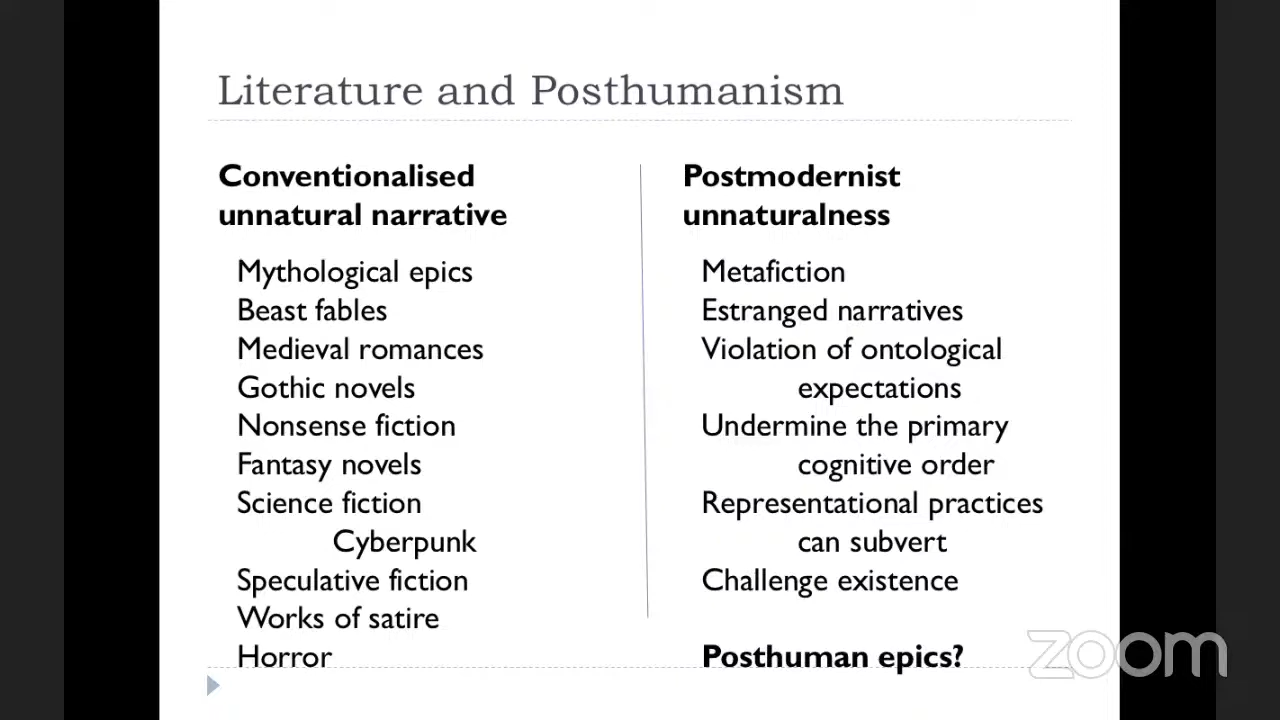 Literature and Posthumanism
Conventionalised
unnatural narrative
Mythological epics
Beast fables
Medieval romances
Gothic novels
Nonsense fiction
Fantasy novels
Science fiction
Cyberpunk
Speculative fiction
Works of satire
Horror
Postmodernist
unnaturalness
Metafiction
Estranged narratives
Violation of ontological
expectations
Undermine the primary
cognitive order
Representational practices
can subvert
Challenge existence
Posthuman epics?
zoom